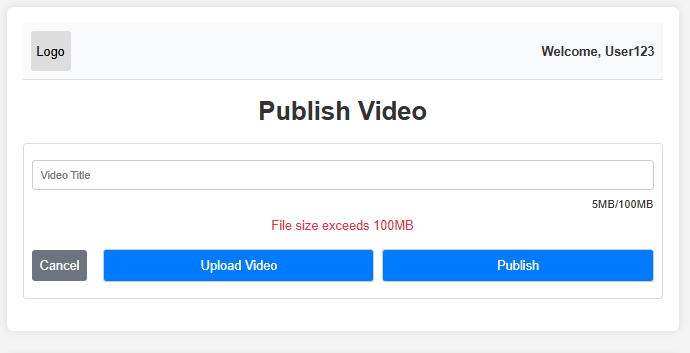 Logo
Welcome, User123
Publish Video
Video Title
5MB/100MB
File size exceeds 100MB
Cancel
Upload Video
Publish